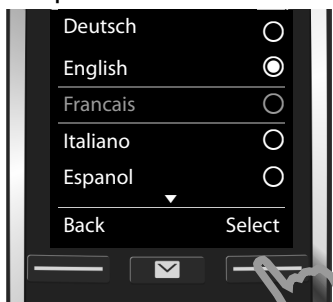 Deutsch
English
Francais
Italiano
Espanol
Back Select